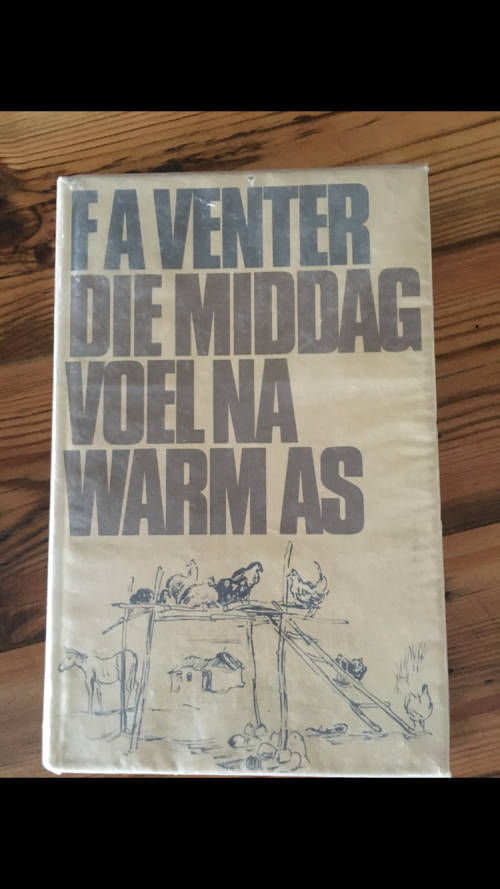 F A VENTER
DIE MIDDAG
VOEL NA
WARM AS